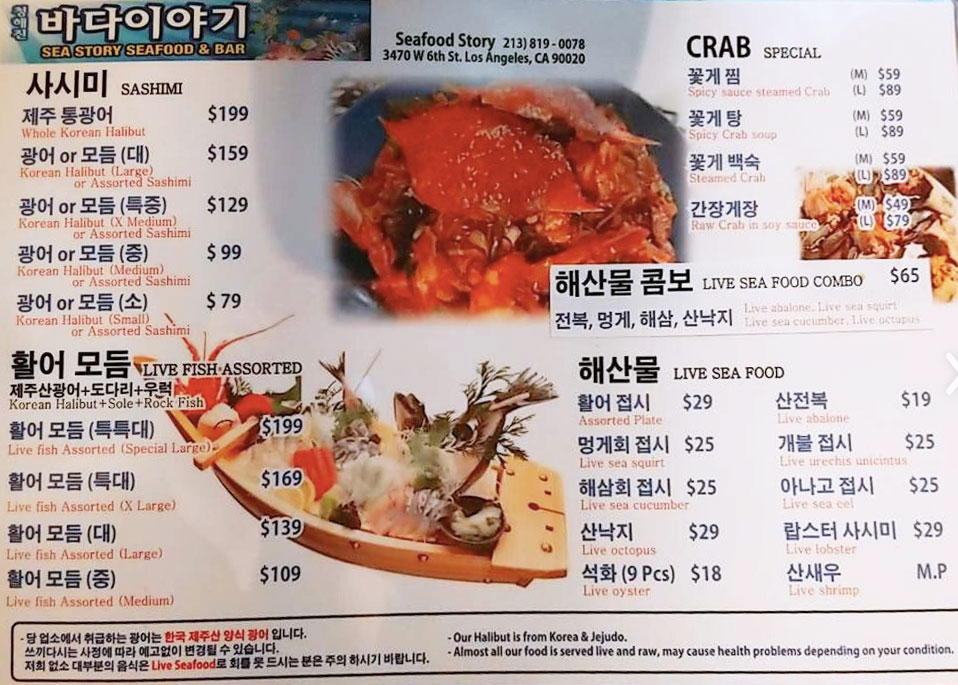 청해진 바다이야기
SEA STORY SEAFOOD & BAR
Seafood Story 213) 819 - 0078
3470 W 6th St. Los Angeles, CA 90020
사시미 SASHIMI
제주 통광어 $199
Whole Korean Halibut
광어 or 모듬 (대) $159
Korean Halibut (Large)
or Assorted Sashimi
광어 or 모듬 (특중) $129
Korean Halibut (X Medium)
or Assorted Sashimi
광어 or 모듬 (중) $ 99
Korean Halibut (Medium)
or Assorted Sashimi
광어 or 모듬 (소) $ 79
Korean Halibut (Small)
or Assorted Sashimi
활어 모듬 LIVE FISH ASSORTED
제주산광어+도다리+우럭
Korean Halibut+Sole+Rock Fish
활어 모듬 (특특대) $199
Live fish Assorted (Special Large)
활어 모듬 (특대) $169
Live fish Assorted (X Large)
활어 모듬 (대) $139
Live fish Assorted (Large)
활어 모듬 (중) $109
Live fish Assorted (Medium)
CRAB SPECIAL
꽃게 찜 (M) $59
Spicy sauce steamed Crab (L) $89
꽃게 탕 (M) $59
Spicy Crab soup (L) $89
꽃게 백숙 (M) $59
Steamed Crab (L) $89
간장게장 (M) $49
Raw Crab in soy sauce (L) $79
해산물 콤보 LIVE SEA FOOD COMBO $65
전복, 멍게, 해삼, 산낙지
Live abalone, Live sea squirt
Live sea cucumber, Live octupus
해산물 LIVE SEA FOOD
활어 접시 $29
Assorted Plate
멍게회 접시 $25
Live sea squirt
해삼회 접시 $25
Live sea cucumber
산낙지 $29
Live octopus
석화 (9 Pcs) $18
Live oyster
산전복 $19
Live abalone
개불 접시 $25
Live urechis unicintus
아나고 접시 $25
Live sea eel
랍스터 사시미 $29
Live lobster
산새우 M.P
Live shrimp
- 당 업소에서 취급하는 광어는 한국 제주산 양식 광어 입니다.
쓰끼다시는 사정에 따라 예고없이 변경될 수 있습니다.
저희 없소 대부분의 음식은 Live Seafood로 회를 못 드시는 분은 주의 하시기 바랍니다.
- Our Halibut is from Korea & Jejudo.
- Almost all our food is served live and raw, may cause health problems depending on your condition.